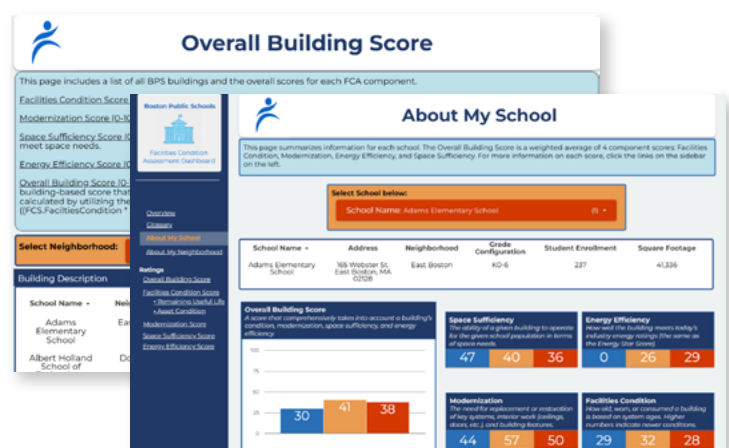 Overall Building Score
This page includes a list of all BPS buildings and the overall scores for each FCA component.
Facilities Condition Score
Modernization Score (0-10
Space Sufficiency Score (0
meet space needs.
Energy Efficiency Score (0
Overall Building Score (0-
building-based score that
calculated by utilizing the
((FCS.FaciltiesCondition *
Select Neighborhood:
Building Description
School Name
Adams
Elementary
School
Albert Holland
School of
Boston Public Schools
Facilities Condition
Assessment Dashboard
Overview
Glossary
About My School
About My Neighborhood
Ratings
Overall Building Score
Facilities Condition Score
• Remaining Useful Life
• Asset Condition
Modernization Score
Space Sufficiency Score
Energy Efficiency Score
About My School
This page summarizes information for each school. The Overall Building Score is a weighted average of 4 component scores: Facilities
Condition, Modernization, Energy Efficiency, and Space Sufficiency. For more information on each score, click the links on the sidebar
on the left.
Select School below:
School Name: Adams Elementary School (1)
School Name Address Neighborhood Grade Configuration Student Enrollment Square Footage
Adams Elementary School 165 Webster St, East Boston, MA 02128 East Boston K0-6 237 41,336
Overall Building Score
A score that comprehensively takes into account a building's
condition, modernization, space sufficiency, and energy
efficiency.
100
75
50
25
0
30 41 38
Space Sufficiency
The ability of a given building to operate
for the given school population in terms
of space needs.
47 40 36
Energy Efficiency
How well the building meets today's
industry energy ratings (the same as
the Energy Star Score)
0 26 29
Modernization
The need for replacement or restoration
of key systems, interior work (ceilings,
doors, etc.), and building features.
44 57 50
Facilities Condition
How old, worn, or consumed a building
is based on system ages. Higher
numbers indicate newer conditions.
29 32 28